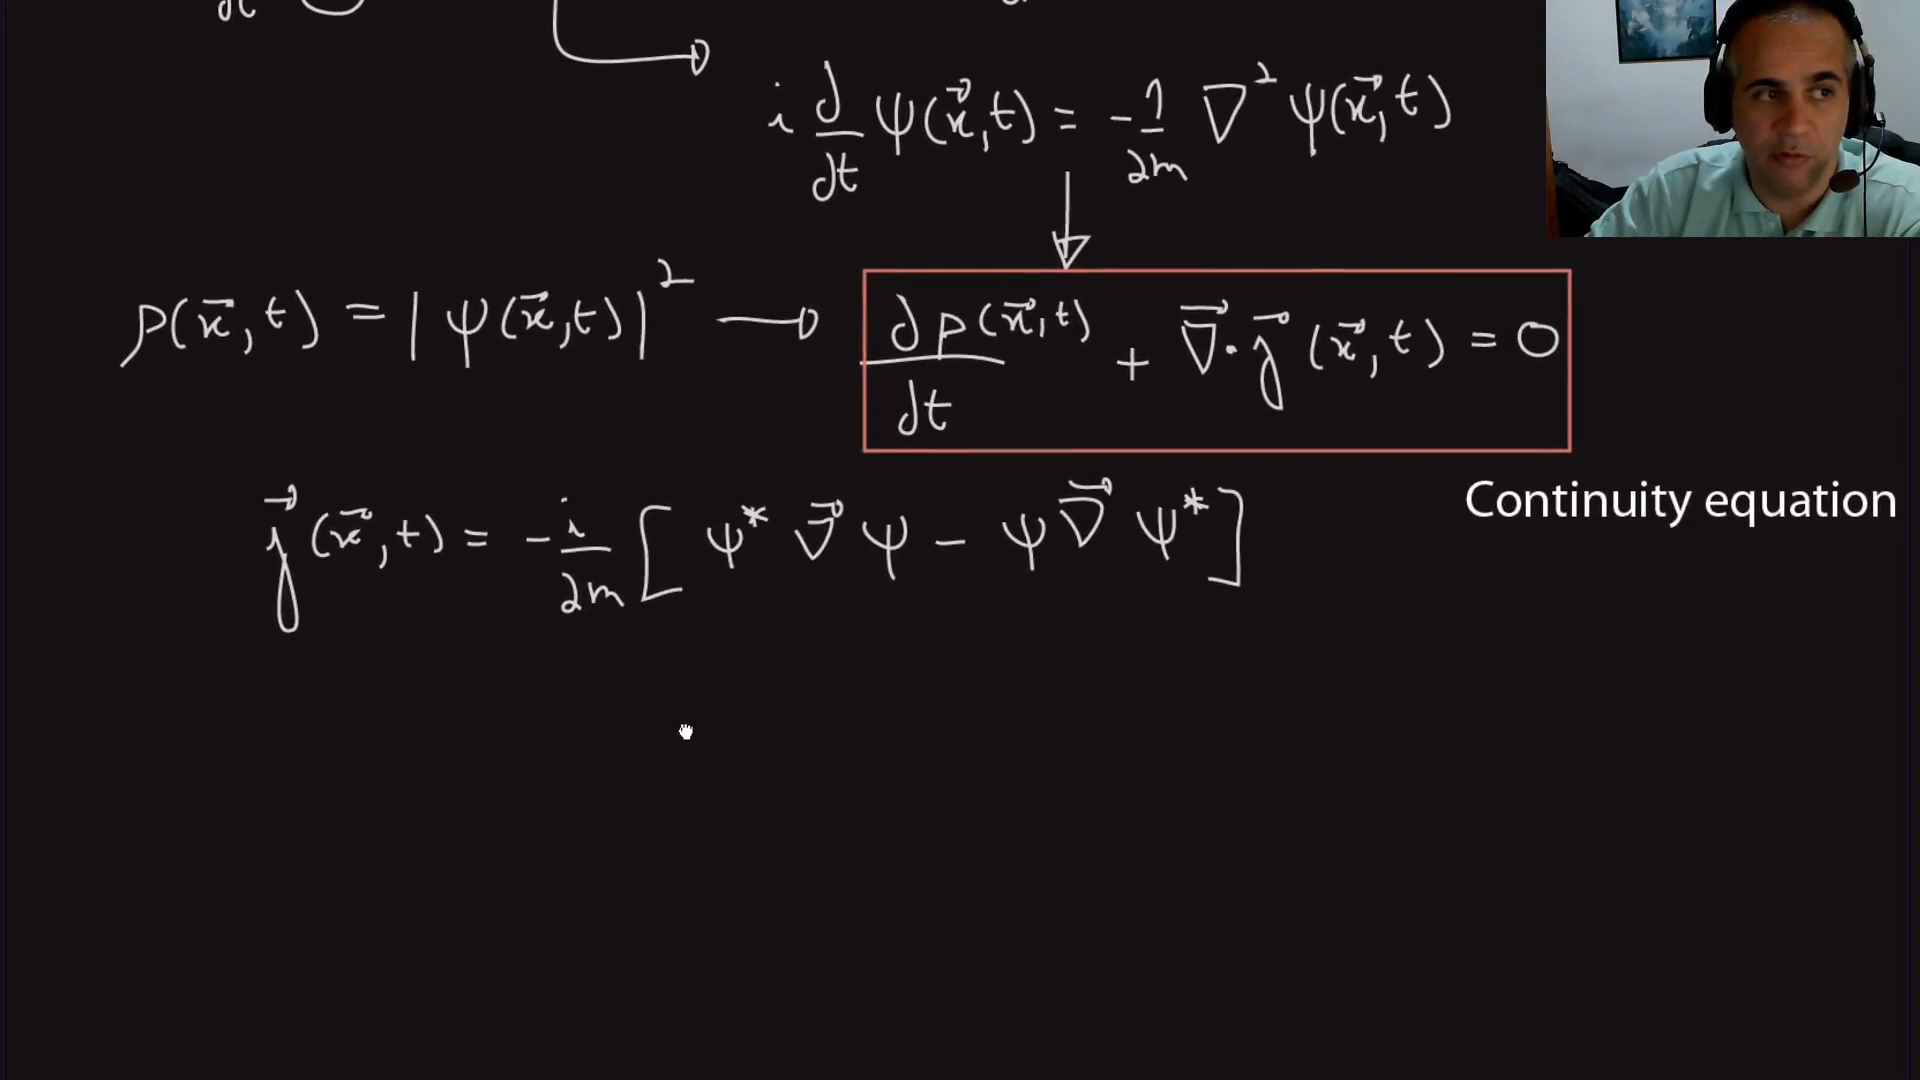 i ∂/∂t ψ(x⃗,t) = -1/2m ∇² ψ(x⃗,t)
ρ(x⃗,t) = |ψ(x⃗,t)|² → ∂ρ(x⃗,t)/∂t + ∇⃗·j⃗(x⃗,t) = 0
Continuity equation
j⃗(x⃗,t) = -i/2m [ψ* ∇⃗ ψ - ψ ∇⃗ ψ*]